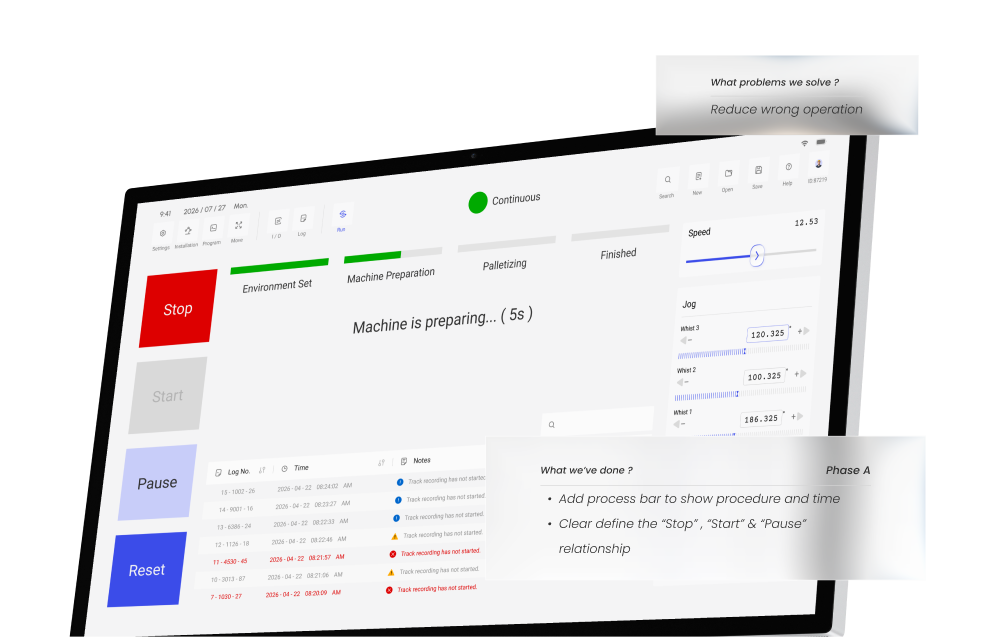 What problems we solve ?
Reduce wrong operation
9:41 2026 / 07 / 27 Mon.
Settings Installation Program Move I / O Log Run
Continuous
Search New Open Save Help ID:87219
Stop
Start
Pause
Reset
Environment Set
Machine Preparation
Palletizing
Finished
Machine is preparing... ( 5s )
Speed 12.53
Jog
Whist 3
120.325°
Whist 2
100.325°
Whist 1
186.325°
Log No. Time Notes
15 - 1002 - 26 2026 - 04 - 22 08:24:02 AM Track recording has not started.
14 - 9001 - 16 2026 - 04 - 22 08:23:27 AM Track recording has not started.
13 - 6386 - 24 2026 - 04 - 22 08:22:33 AM Track recording has not started.
12 - 1126 - 18 2026 - 04 - 22 08:22:46 AM Track recording has not started.
11 - 4530 - 45 2026 - 04 - 22 08:21:57 AM Track recording has not started.
10 - 3013 - 87 2026 - 04 - 22 08:21:06 AM Track recording has not started.
7 - 1030 - 27 2026 - 04 - 22 08:20:09 AM Track recording has not started.
What we’ve done ? Phase A
• Add process bar to show procedure and time
• Clear define the “Stop” , “Start” & “Pause”
relationship